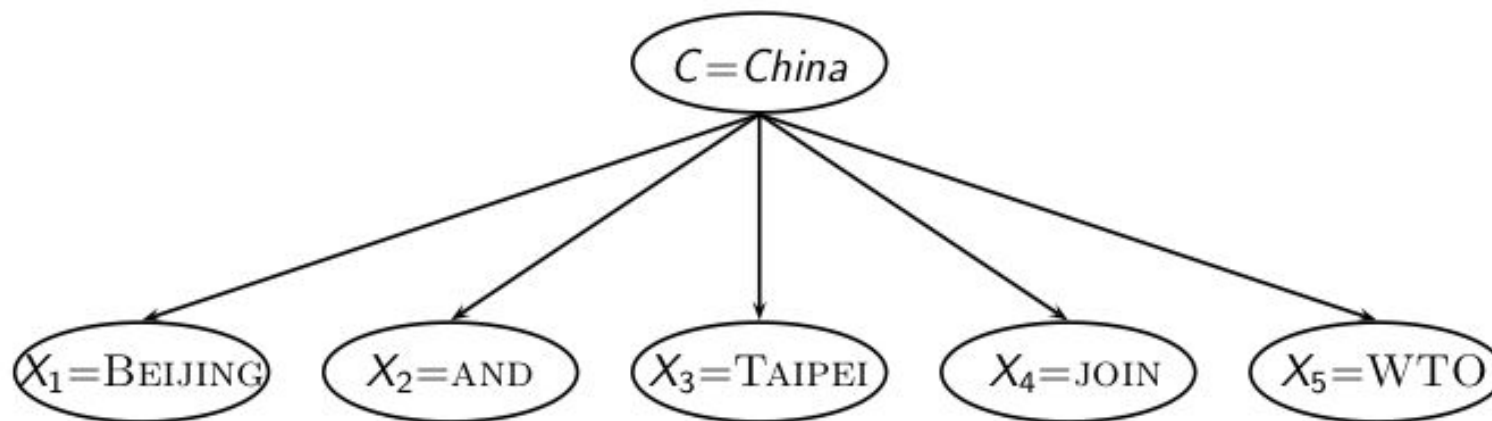 C=China
X₁=BEIJING
X₂=AND
X₃=TAIPEI
X₄=JOIN
X₅=WTO